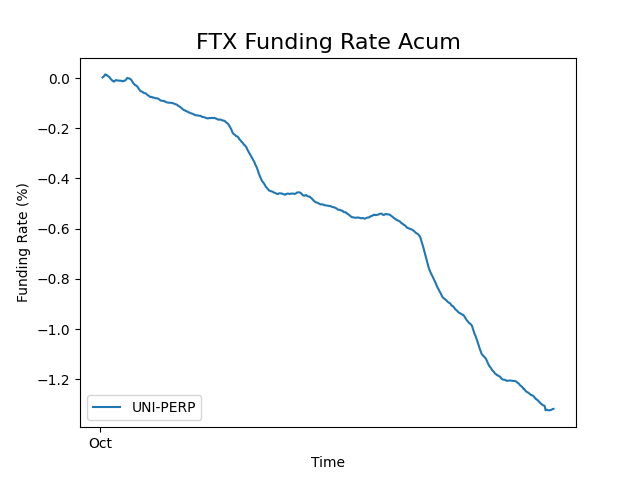 FTX Funding Rate Acum
Funding Rate (%)
0.0
−0.2
−0.4
−0.6
−0.8
−1.0
−1.2
UNI-PERP
Oct
Time